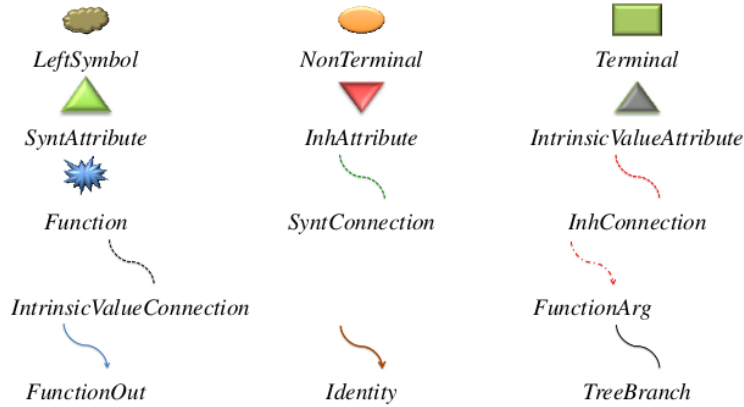 LeftSymbol NonTerminal Terminal
SyntAttribute InhAttribute IntrinsicValueAttribute
Function SyntConnection InhConnection
IntrinsicValueConnection FunctionArg
FunctionOut Identity TreeBranch